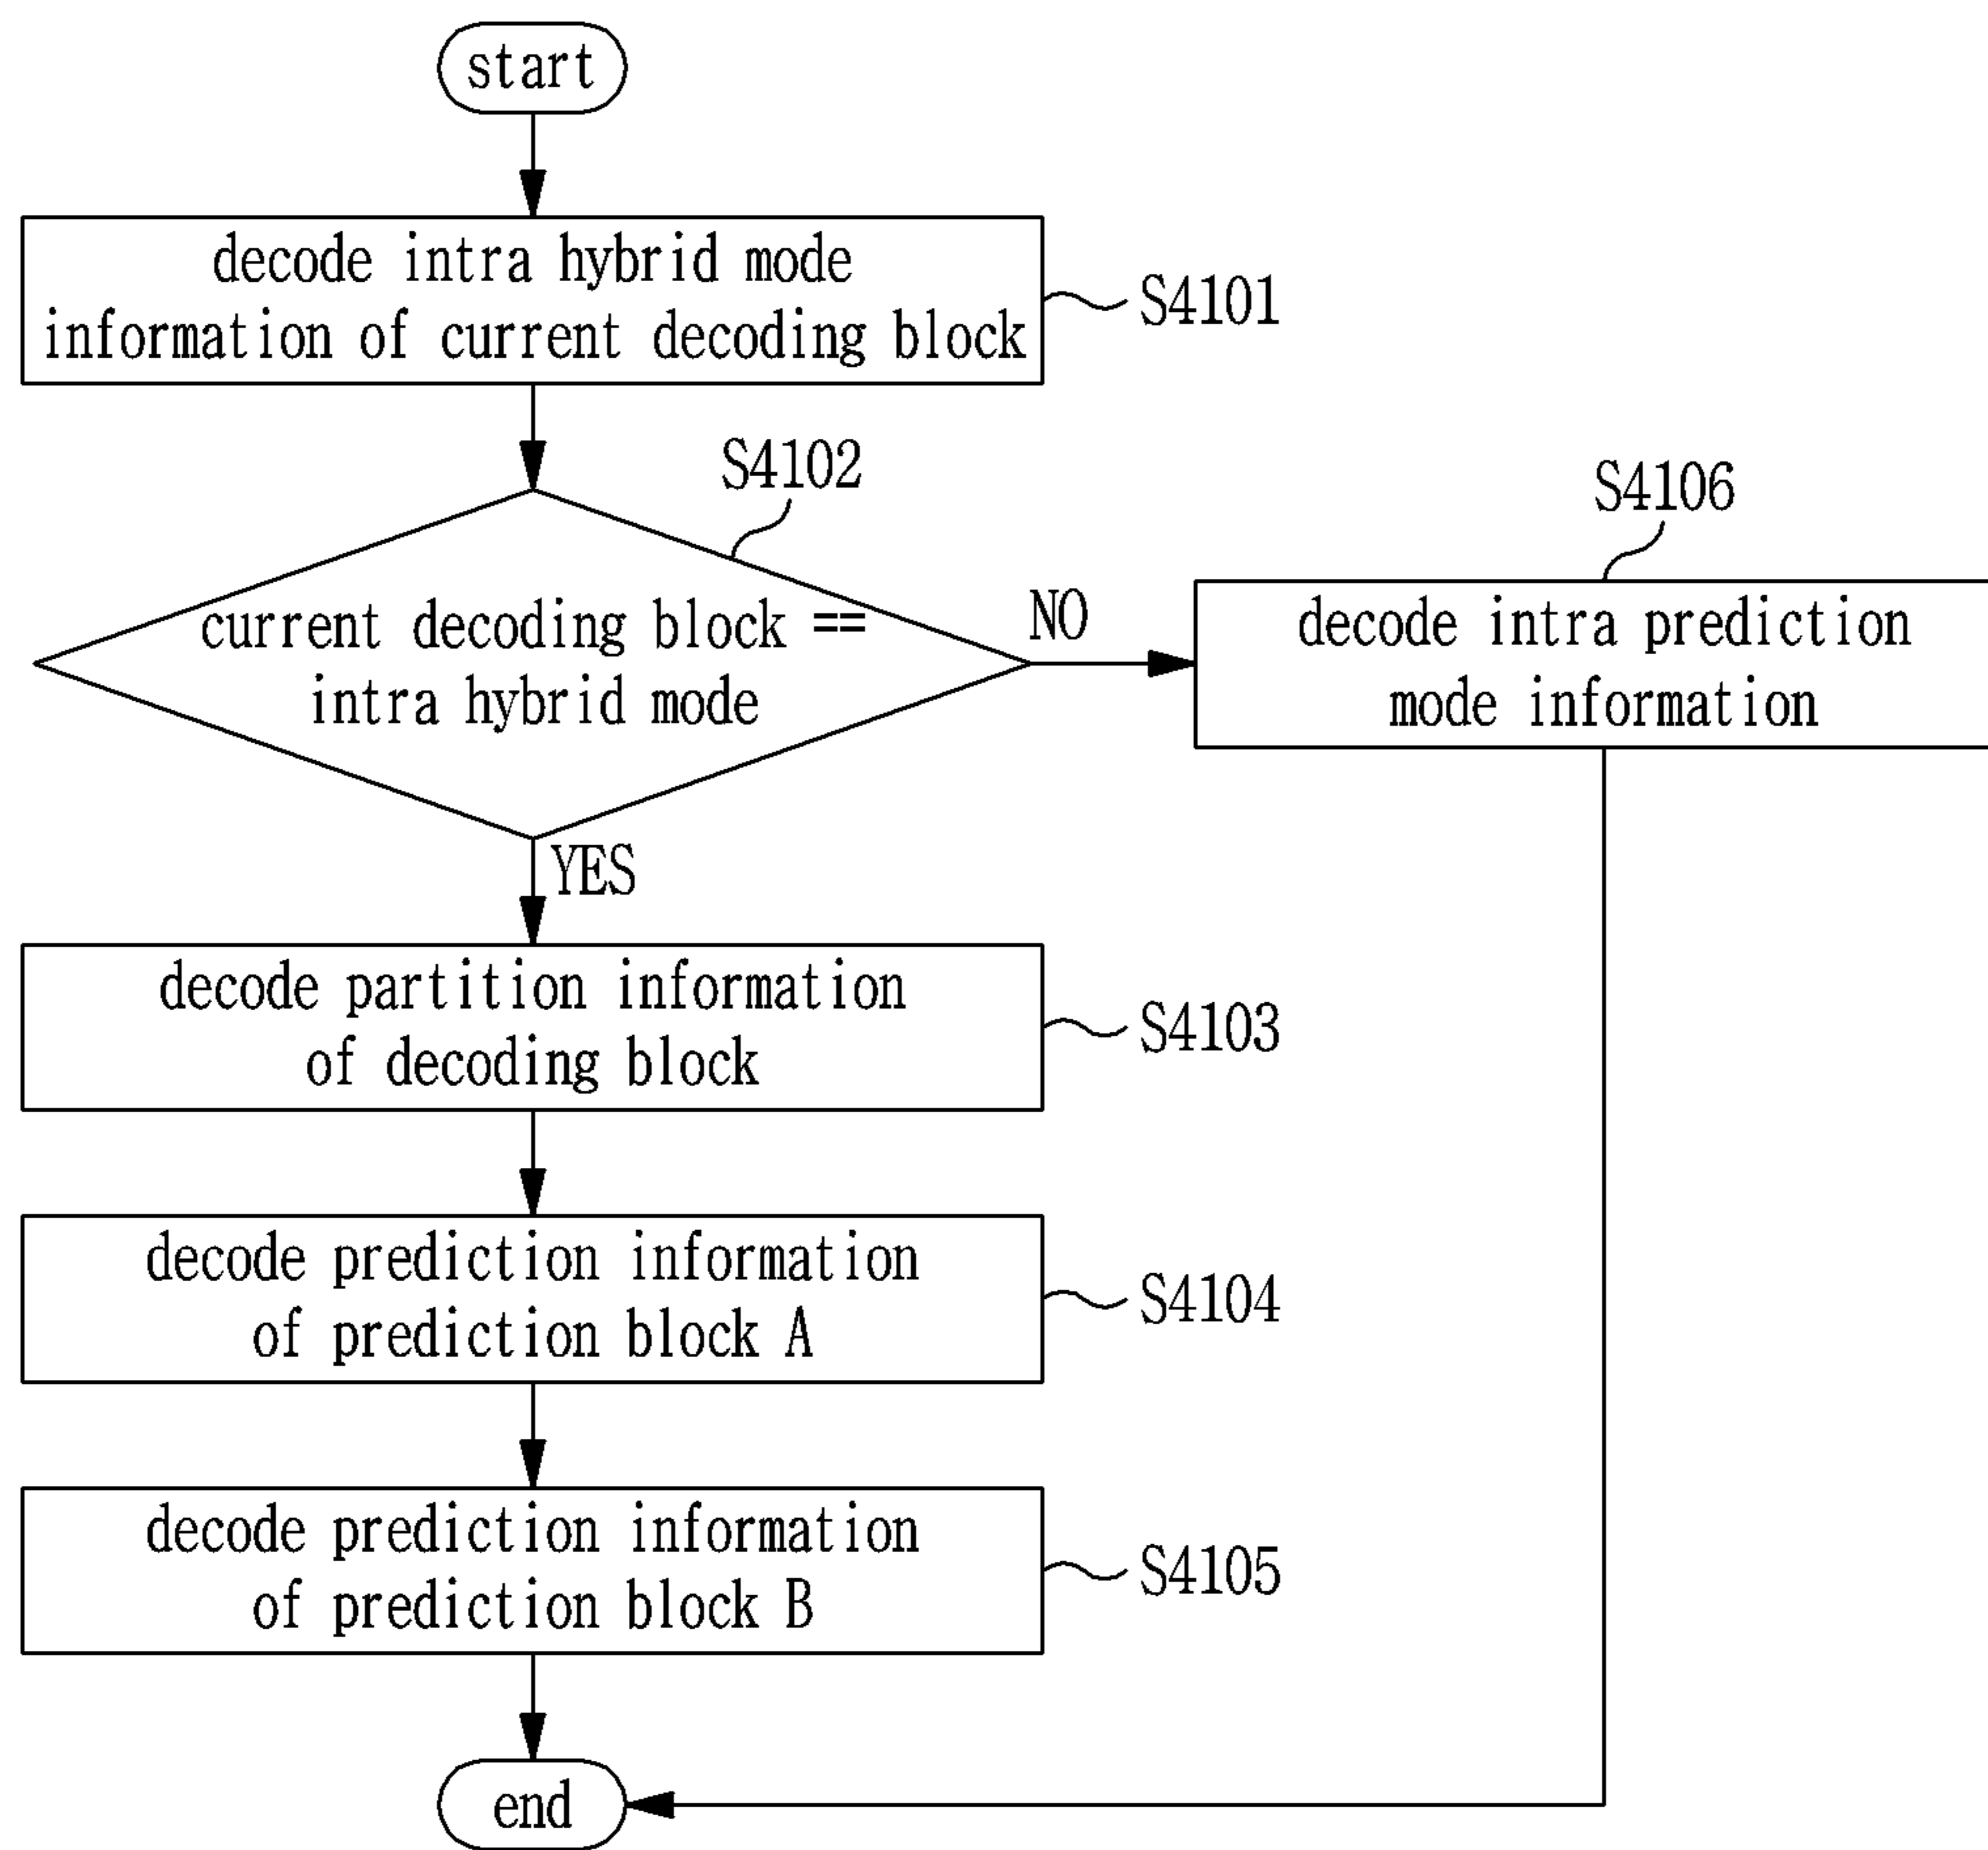 start
decode intra hybrid mode
information of current decoding block
S4101
S4102
current decoding block ==
intra hybrid mode
NO
S4106
decode intra prediction
mode information
YES
decode partition information
of decoding block
S4103
decode prediction information
of prediction block A
S4104
decode prediction information
of prediction block B
S4105
end